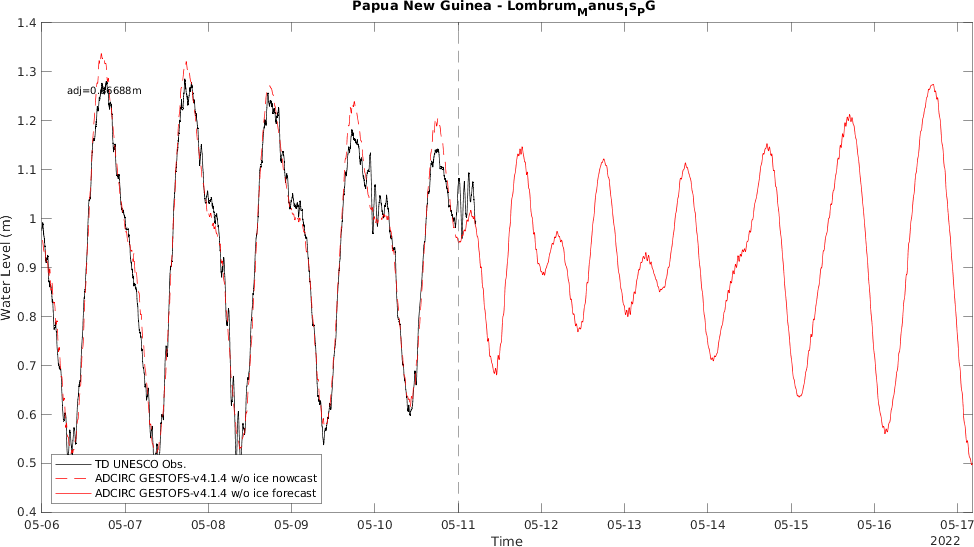 Papua New Guinea - LombrumManusIsPG
1.4
1.3
1.2
1.1
1
0.9
0.8
0.7
0.6
0.5
0.4
Water Level (m)
TD UNESCO Obs.
ADCIRC GESTOFS-v4.1.4 w/o ice nowcast
ADCIRC GESTOFS-v4.1.4 w/o ice forecast
05-06 05-07 05-08 05-09 05-10 05-11 05-12 05-13 05-14 05-15 05-16 05-17
Time
2022